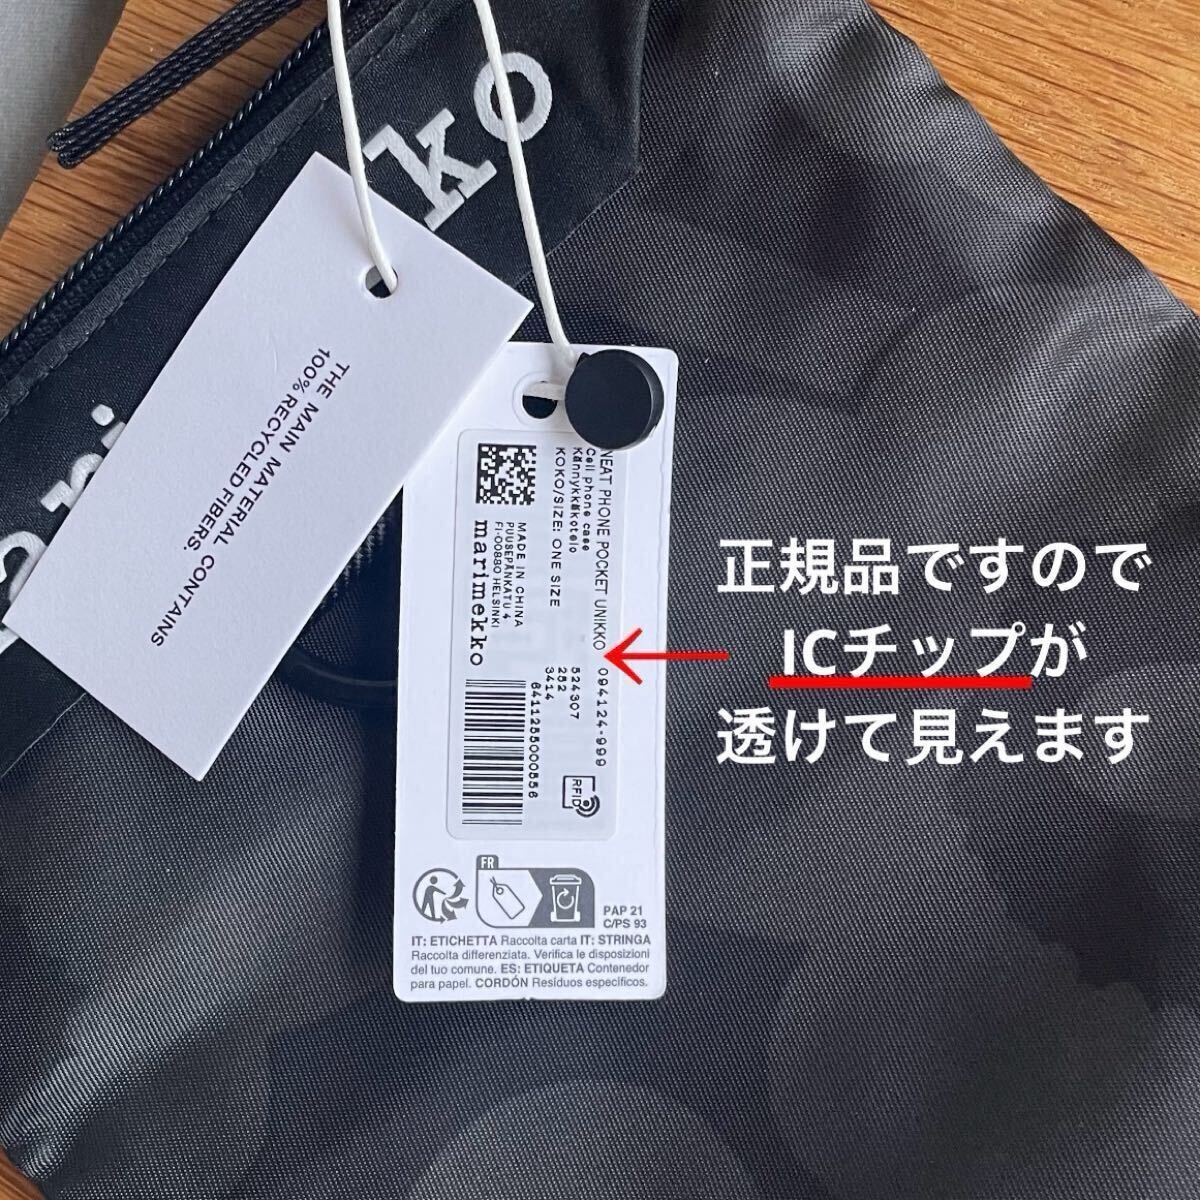 ko
THE MAIN MATERIAL CONTAINS
100% RECYCLED FIBERS.
NEAT PHONE POCKET UNIKKO 094124-999
Cell phone case
Kännykkäkotelo
KOKO/SIZE: ONE SIZE
524307
252
3414
MADE IN CHINA
PUUSEPÄNKATU 4
FI-00880 HELSINKI
marimekko
6411255000556
RFID
FR
PAP 21
C/PS 93
IT: ETICHETTA Raccolta carta IT: STRINGA
Raccolta differenziata. Verifica le disposizioni
del tuo comune. ES: ETIQUETA Contenedor
para papel. CORDÓN Residuos específicos.
正規品ですので
ICチップが
透けて見えます